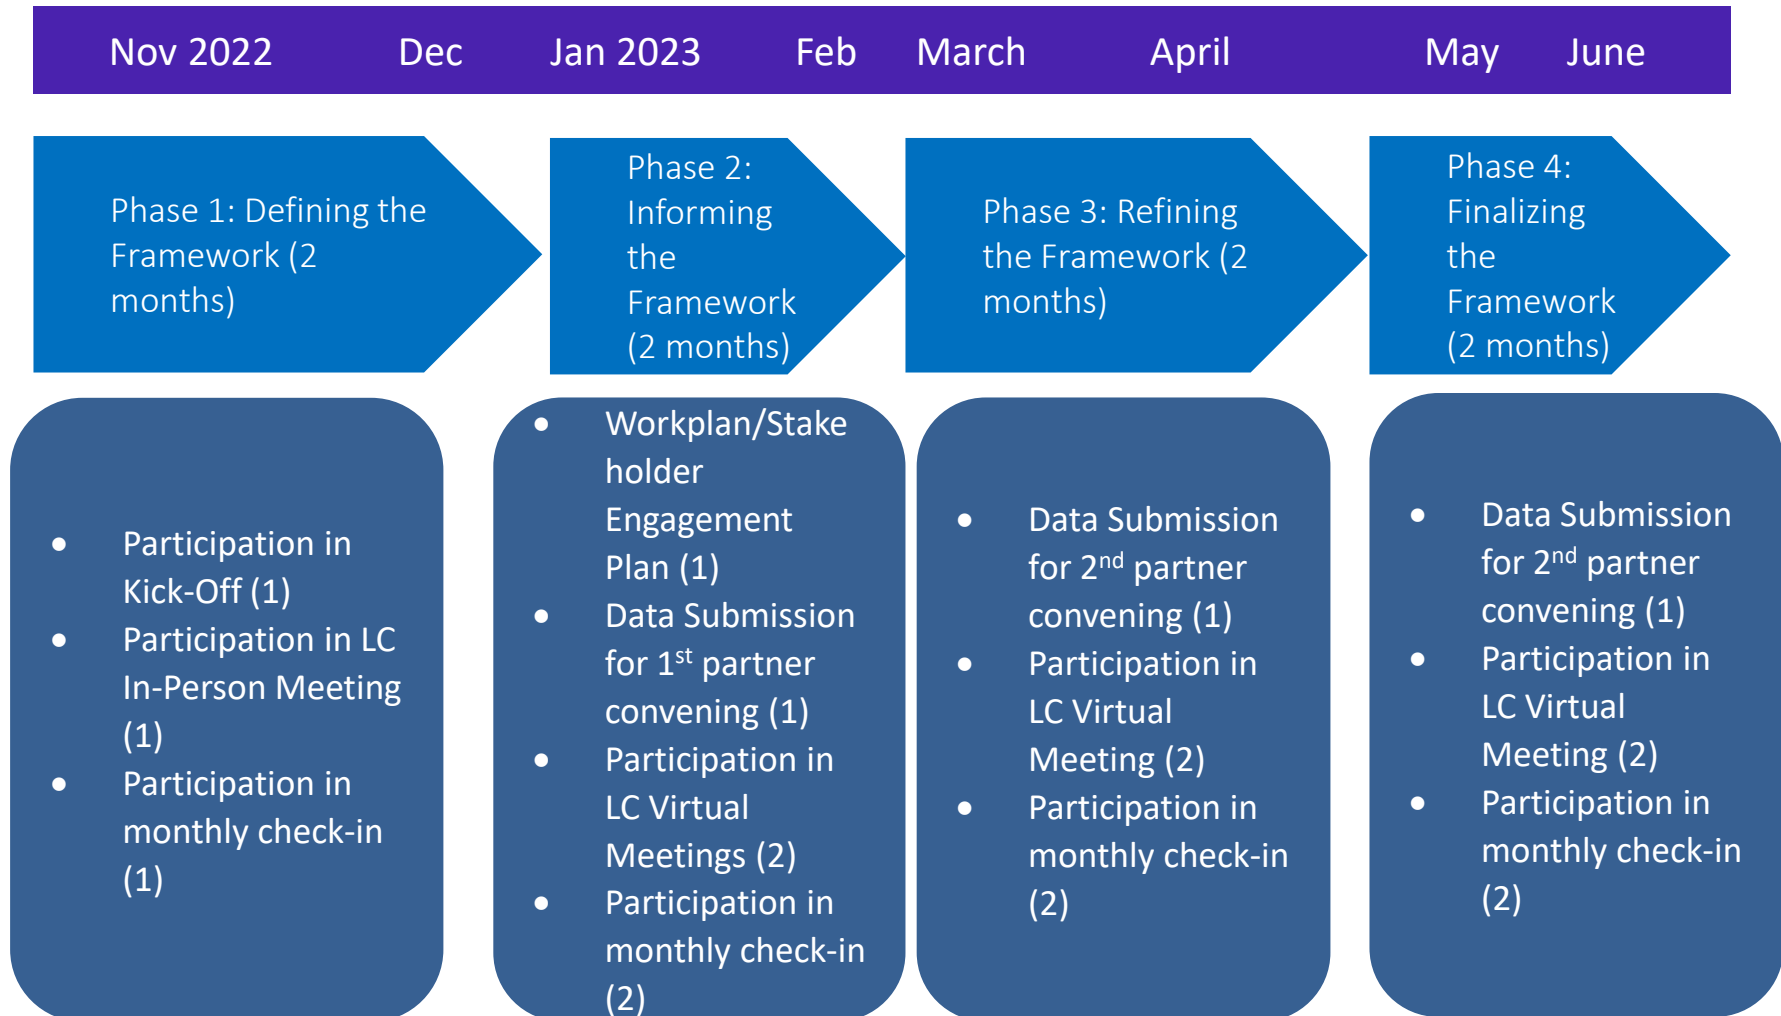 Nov 2022 Dec Jan 2023 Feb March April May June
Phase 1: Defining the
Framework (2
months)
Phase 2:
Informing
the
Framework
(2 months)
Phase 3: Refining
the Framework (2
months)
Phase 4:
Finalizing
the
Framework
(2 months)
• Participation in
Kick-Off (1)
• Participation in LC
In-Person Meeting
(1)
• Participation in
monthly check-in
(1)
• Workplan/Stake
holder
Engagement
Plan (1)
• Data Submission
for 1st partner
convening (1)
• Participation in
LC Virtual
Meetings (2)
• Participation in
monthly check-in
(2)
• Data Submission
for 2nd partner
convening (1)
• Participation in
LC Virtual
Meeting (2)
• Participation in
monthly check-in
(2)
• Data Submission
for 2nd partner
convening (1)
• Participation in
LC Virtual
Meeting (2)
• Participation in
monthly check-in
(2)